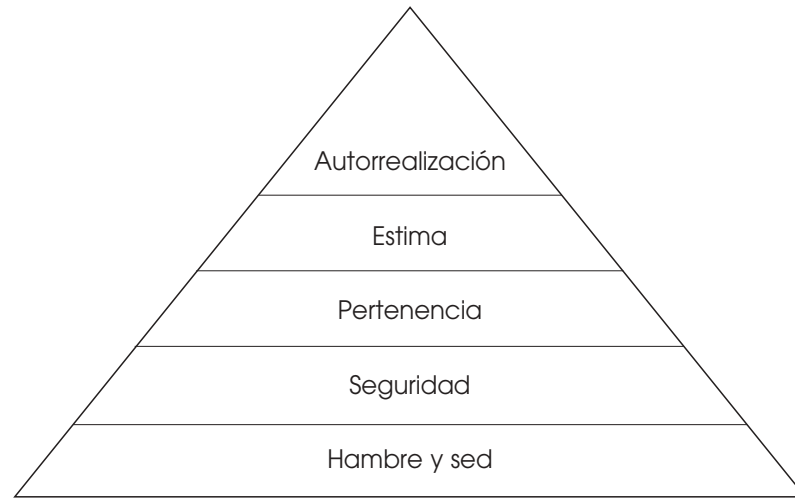 Autorrealización
Estima
Pertenencia
Seguridad
Hambre y sed